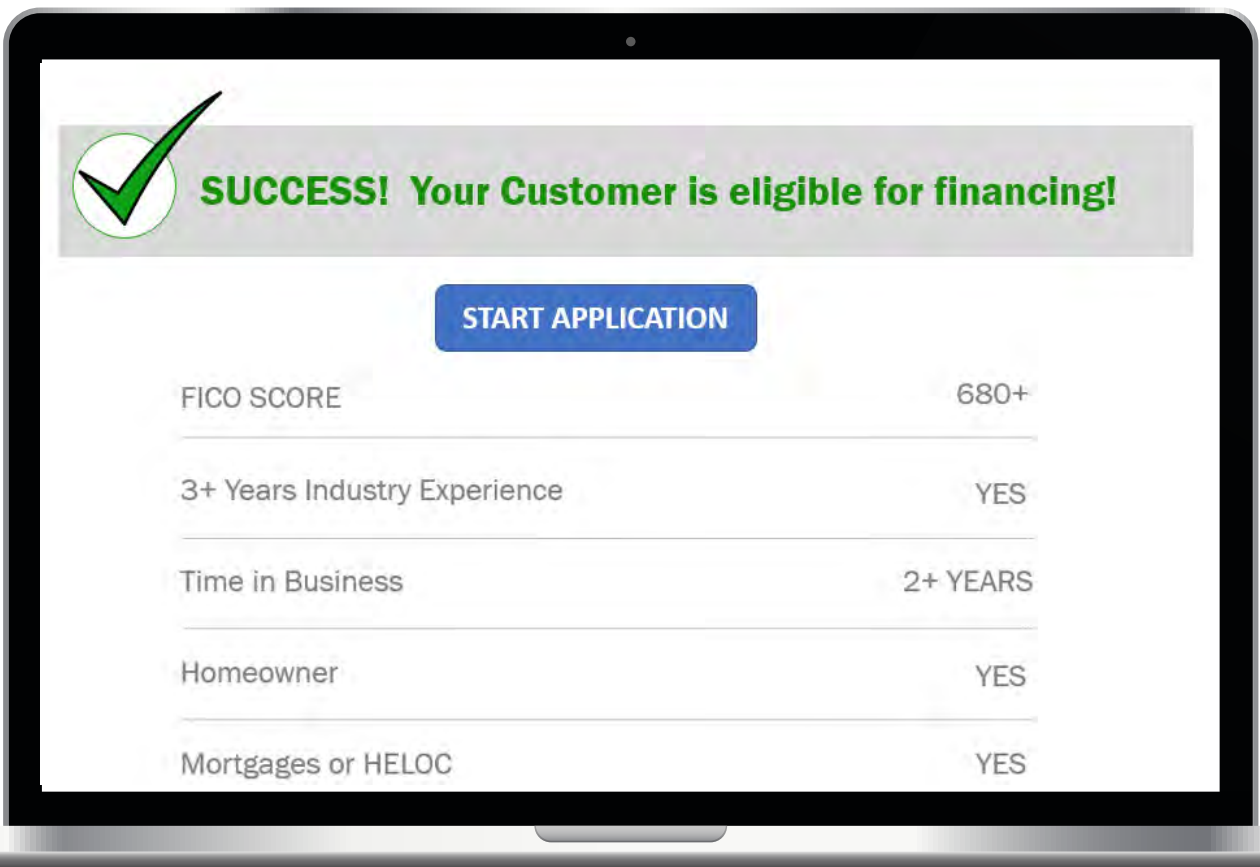 SUCCESS! Your Customer is eligible for financing!
START APPLICATION
FICO SCORE 680+
3+ Years Industry Experience YES
Time in Business 2+ YEARS
Homeowner YES
Mortgages or HELOC YES